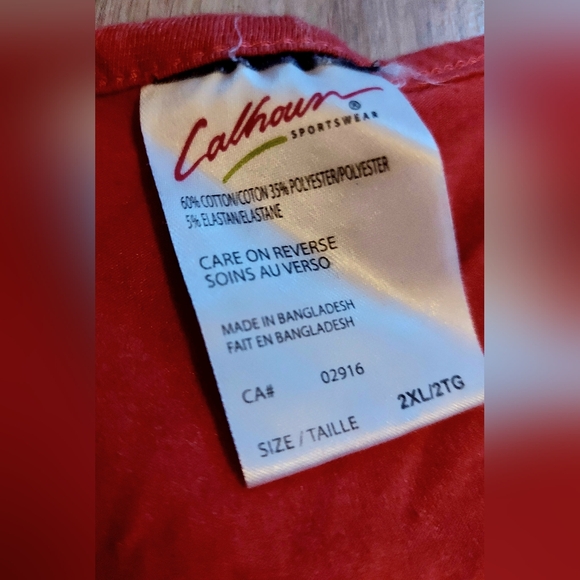 Calhoun®
SPORTSWEAR
60% COTTON/COTON 35% POLYESTER/POLYESTER
5% ELASTAN/ELASTANE
CARE ON REVERSE
SOINS AU VERSO
MADE IN BANGLADESH
FAIT EN BANGLADESH
CA# 02916
SIZE / TAILLE 2XL/2TG